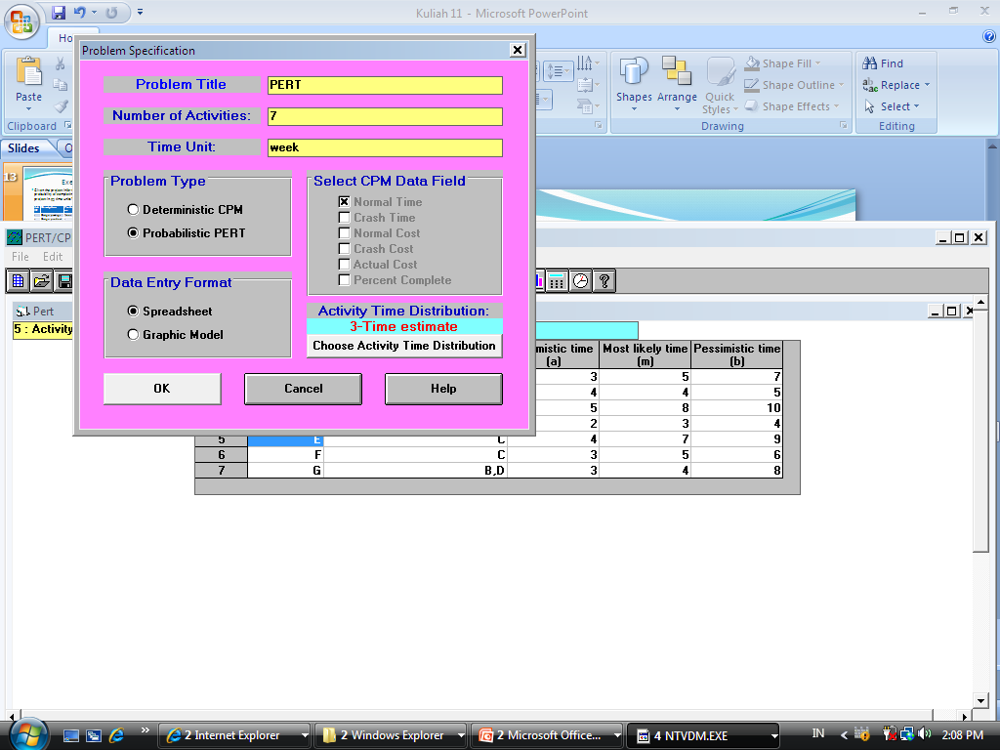 Kuliah 11 - Microsoft PowerPoint
Problem Specification
Problem Title
PERT
Number of Activities:
7
Time Unit:
week
Problem Type
Deterministic CPM
Probabilistic PERT
Data Entry Format
Spreadsheet
Graphic Model
Select CPM Data Field
Normal Time
Crash Time
Normal Cost
Crash Cost
Actual Cost
Percent Complete
Activity Time Distribution:
3-Time estimate
Choose Activity Time Distribution
OK
Cancel
Help
Ho
Paste
Clipboard
Shapes
Arrange
Quick
Styles
Shape Fill
Shape Outline
Shape Effects
Drawing
Find
Replace
Select
Editing
Slides
13
PERT/CP
File Edit
Pert
5 : Activity
mistic time Most likely time Pessimistic time
(a) (m) (b)
3 5 7
4 4 5
5 8 10
2 3 4
5 E C 4 7 9
6 F C 3 5 6
7 G B,D 3 4 8
2 Internet Explorer
2 Windows Explorer
2 Microsoft Office...
4 NTVDM.EXE
IN
2:08 PM